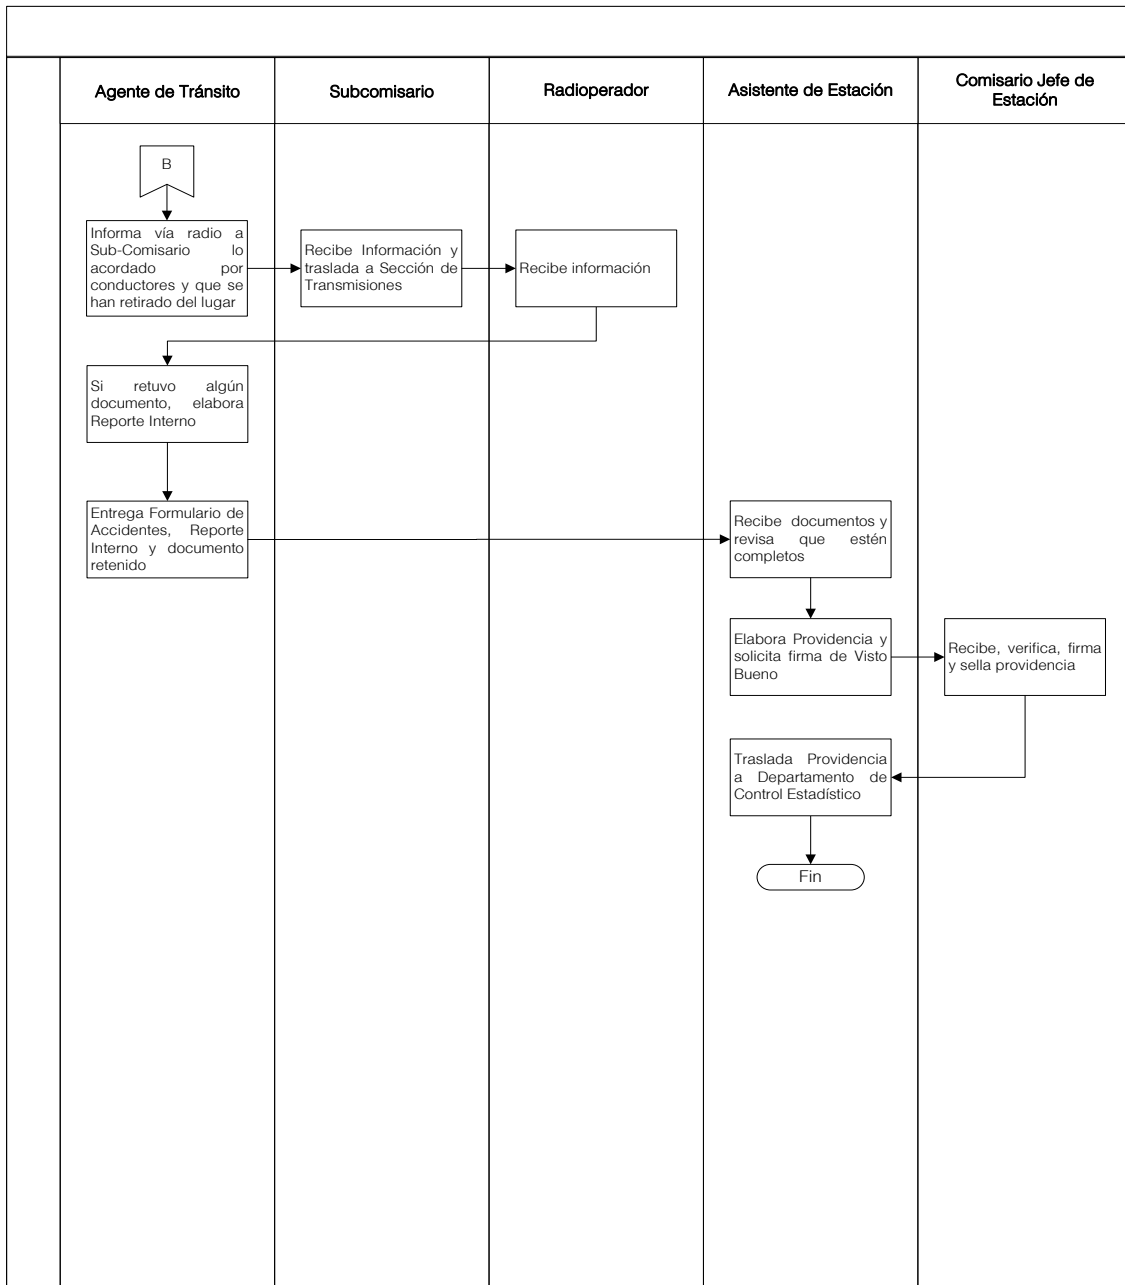 Agente de Tránsito
Subcomisario
Radioperador
Asistente de Estación
Comisario Jefe de
Estación
B
Informa vía radio a
Sub-Comisario lo
acordado por
conductores y que se
han retirado del lugar
Recibe Información y
traslada a Sección de
Transmisiones
Recibe información
Si retuvo algún
documento, elabora
Reporte Interno
Entrega Formulario de
Accidentes, Reporte
Interno y documento
retenido
Recibe documentos y
revisa que estén
completos
Elabora Providencia y
solicita firma de Visto
Bueno
Recibe, verifica, firma
y sella providencia
Traslada Providencia
a Departamento de
Control Estadístico
Fin